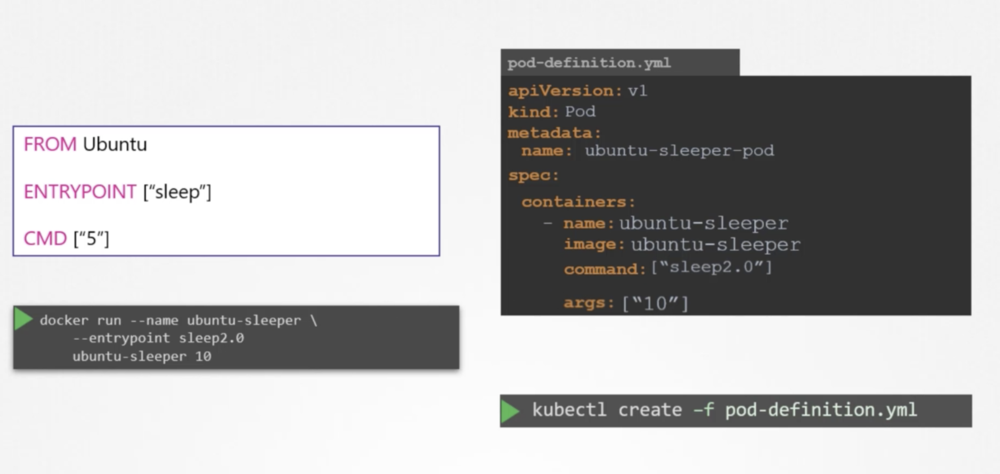 FROM Ubuntu
ENTRYPOINT [“sleep”]
CMD [“5”]
docker run --name ubuntu-sleeper \
--entrypoint sleep2.0
ubuntu-sleeper 10
pod-definition.yml
apiVersion: v1
kind: Pod
metadata:
name: ubuntu-sleeper-pod
spec:
containers:
- name: ubuntu-sleeper
image: ubuntu-sleeper
command: [“sleep2.0”]
args: [“10”]
kubectl create –f pod-definition.yml